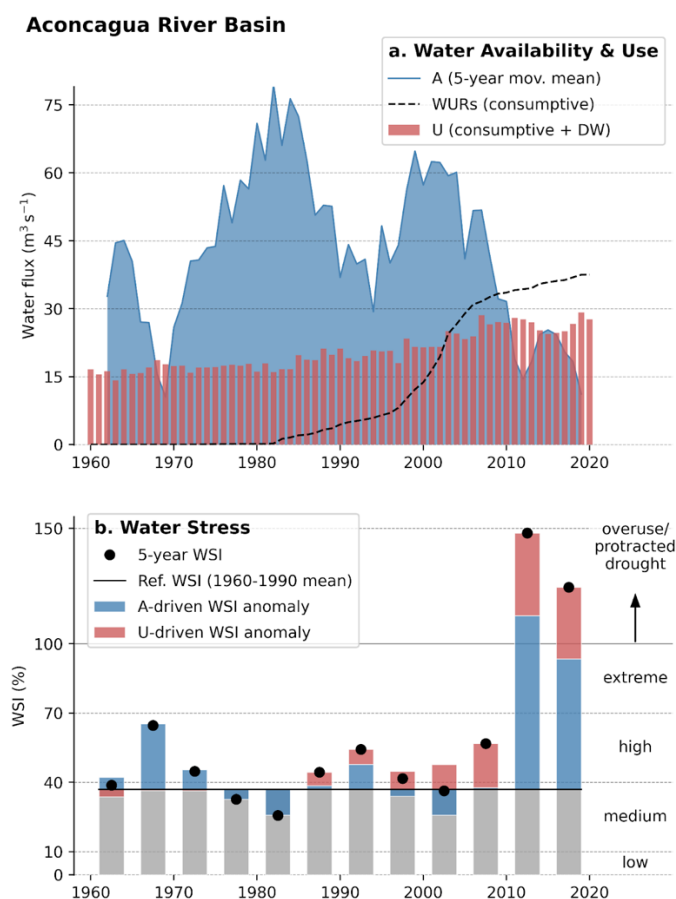 Aconcagua River Basin
a. Water Availability & Use
A (5-year mov. mean)
WURs (consumptive)
U (consumptive + DW)
Water flux (m³ s⁻¹)
75
60
45
30
15
0
1960
1970
1980
1990
2000
2010
2020
b. Water Stress
5-year WSI
Ref. WSI (1960-1990 mean)
A-driven WSI anomaly
U-driven WSI anomaly
WSI (%)
150
100
70
40
10
0
overuse/
protracted
drought
extreme
high
medium
low
1960
1970
1980
1990
2000
2010
2020